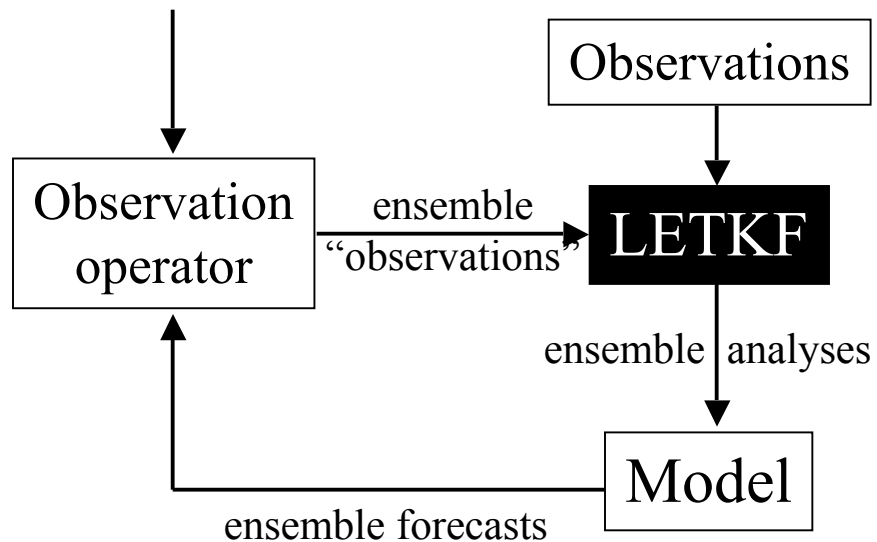 Observations
Observation
operator
ensemble
“observations”
LETKF
ensemble analyses
Model
ensemble forecasts